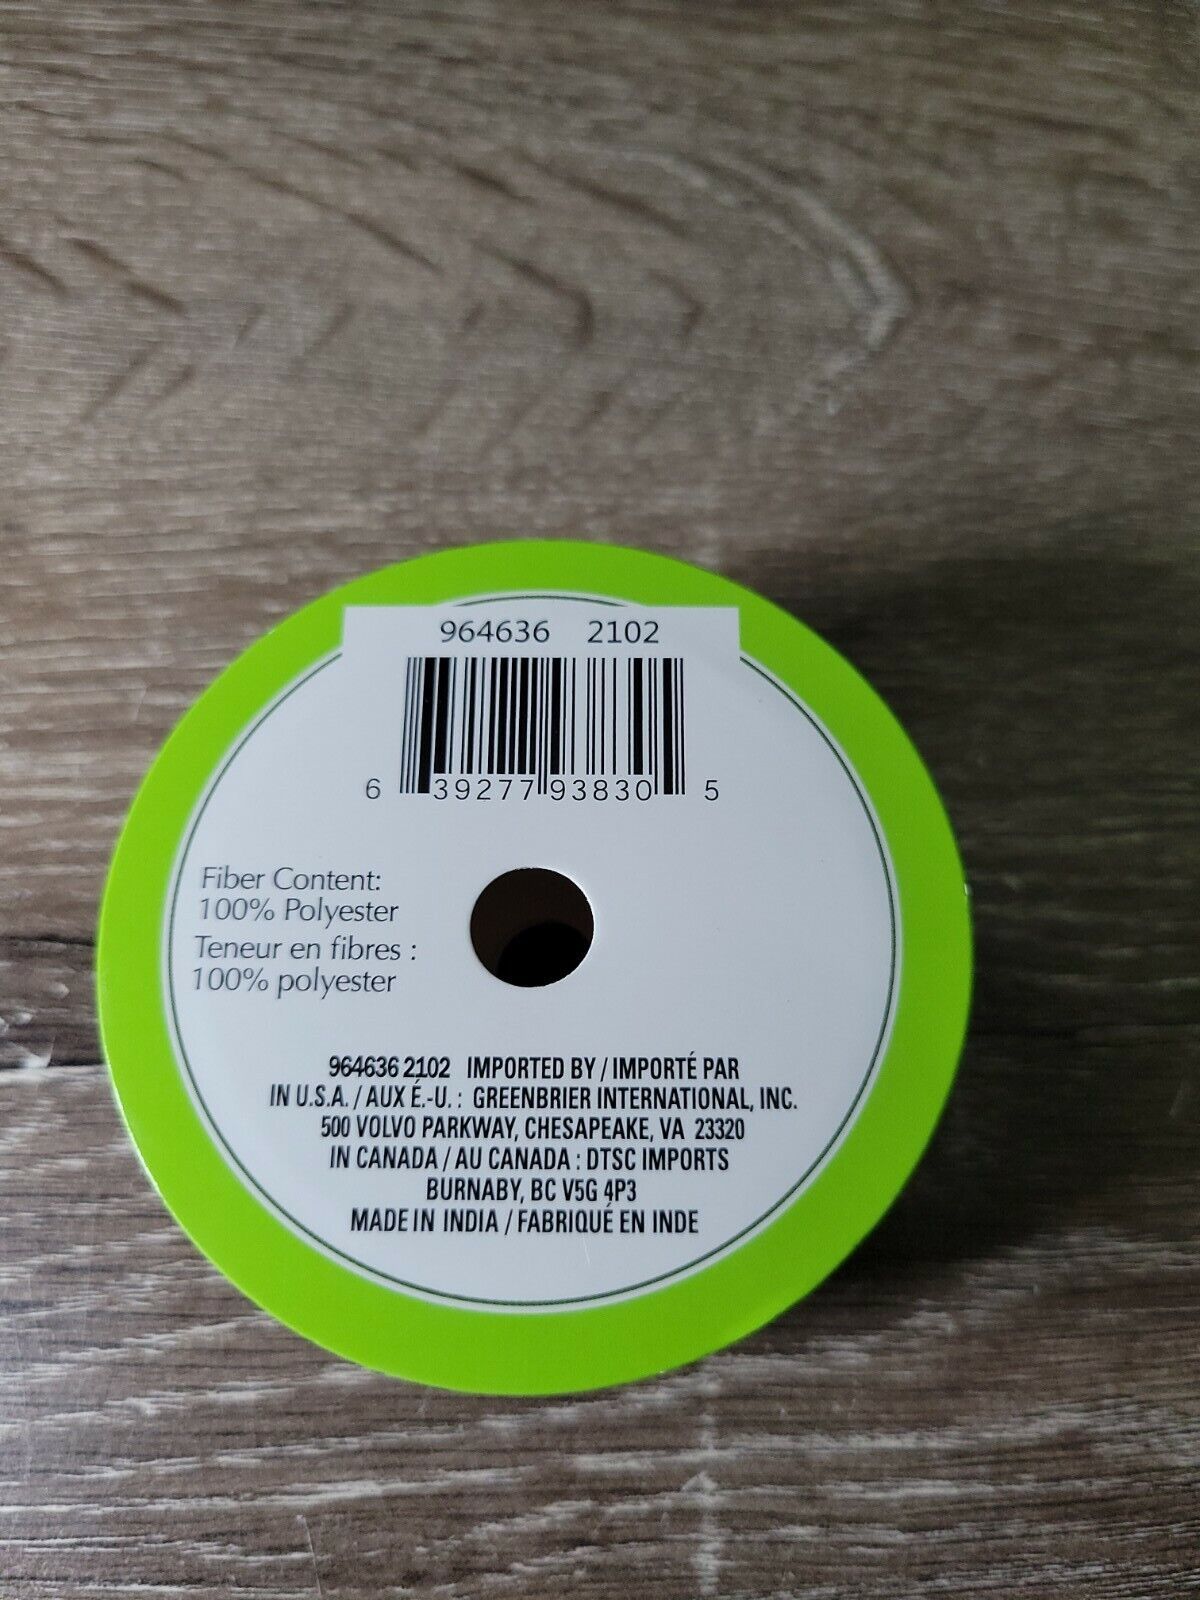 964636 2102
6 39277 93830 5
Fiber Content:
100% Polyester
Teneur en fibres :
100% polyester
964636 2102 IMPORTED BY / IMPORTÉ PAR
IN U.S.A. / AUX É.-U. : GREENBRIER INTERNATIONAL, INC.
500 VOLVO PARKWAY, CHESAPEAKE, VA 23320
IN CANADA / AU CANADA : DTSC IMPORTS
BURNABY, BC V5G 4P3
MADE IN INDIA / FABRIQUÉ EN INDE